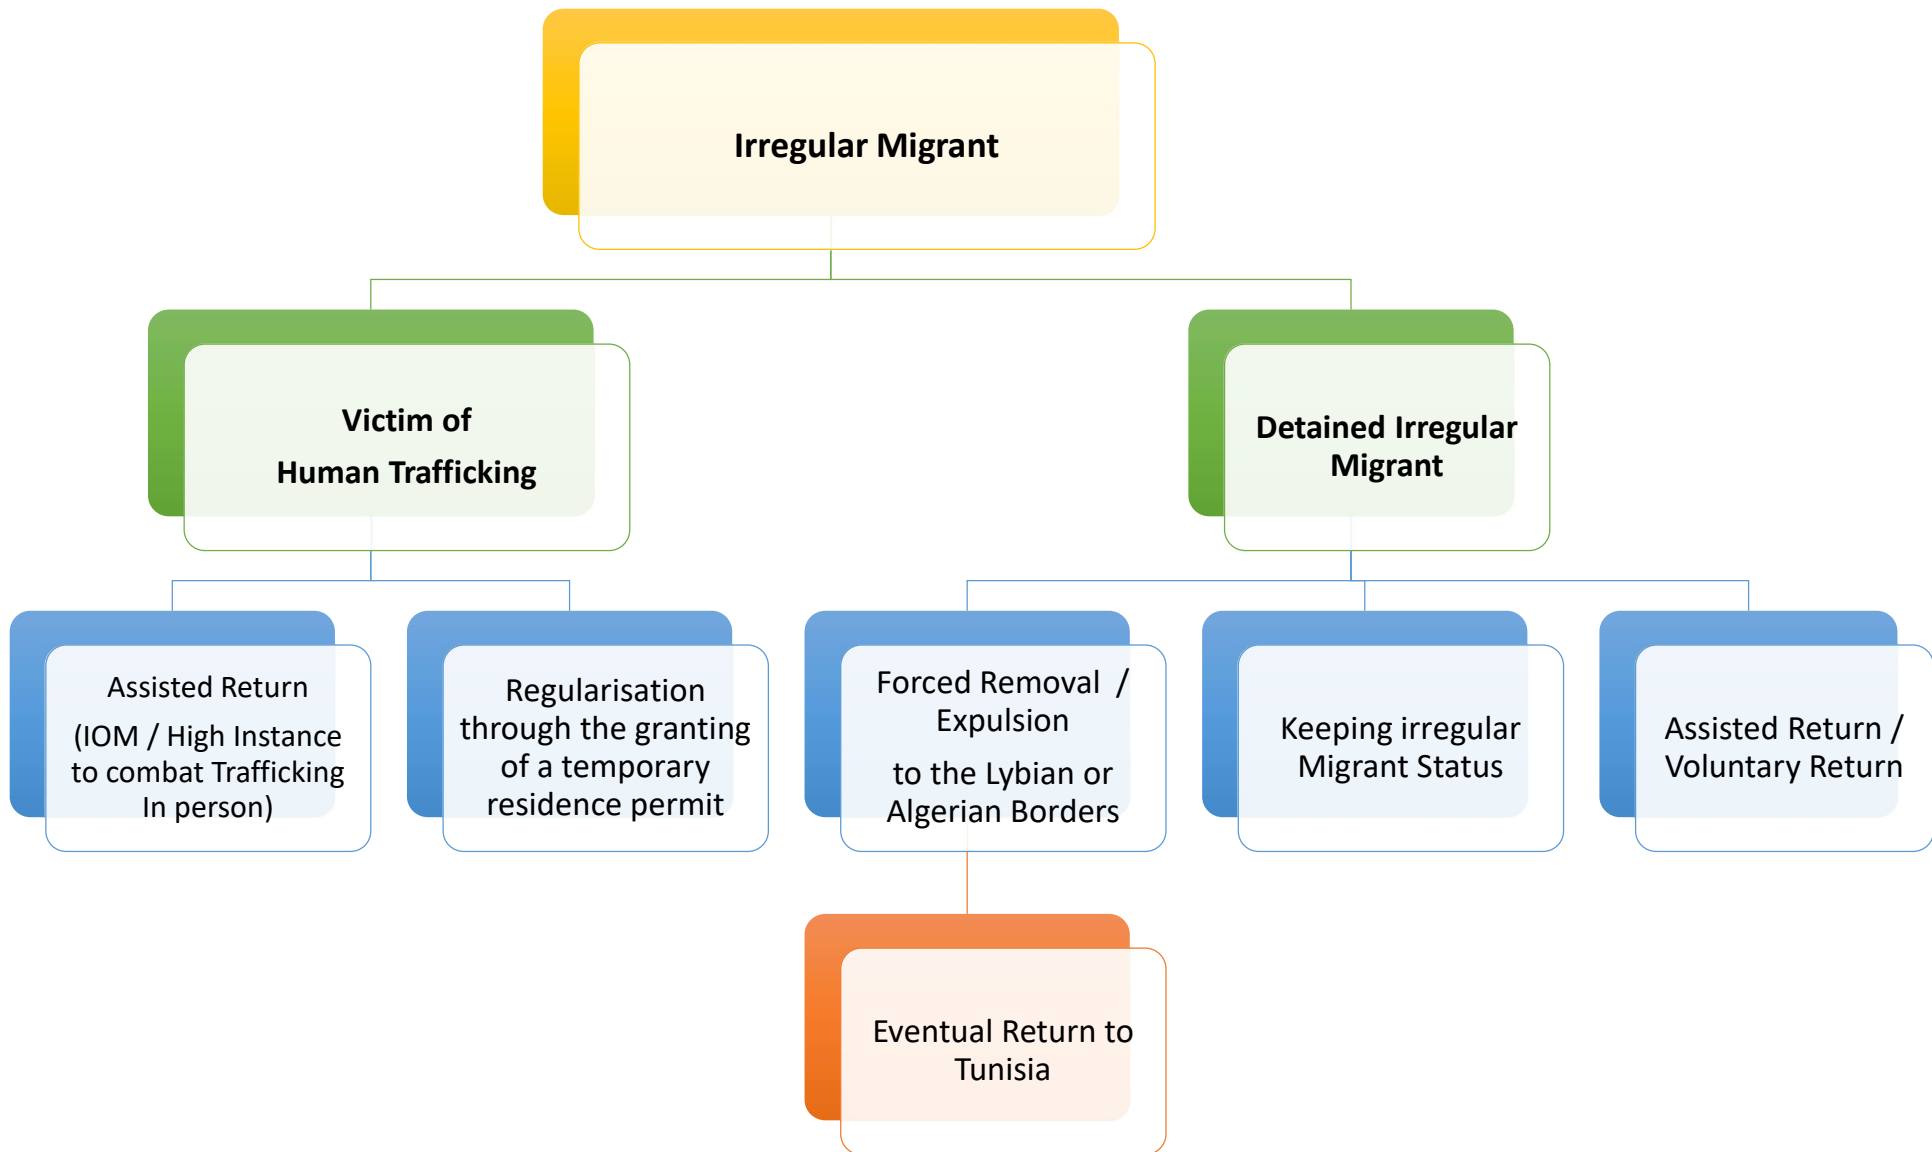 Irregular Migrant
Victim of
Human Trafficking
Detained Irregular
Migrant
Assisted Return
(IOM / High Instance
to combat Trafficking
In person)
Regularisation
through the granting
of a temporary
residence permit
Forced Removal /
Expulsion
to the Lybian or
Algerian Borders
Keeping irregular
Migrant Status
Assisted Return /
Voluntary Return
Eventual Return to
Tunisia